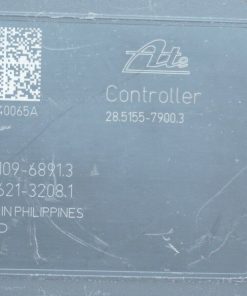 Ate
40065A
Controller
28.5155-7900.3
109-6891.3
621-3208.1
IN PHILIPPINES